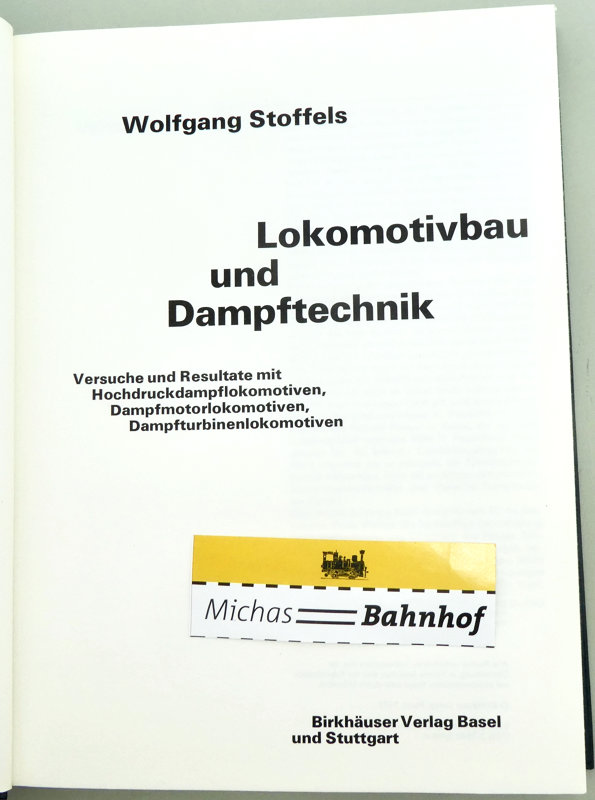 Wolfgang Stoffels
Lokomotivbau
und
Dampftechnik
Versuche und Resultate mit
Hochdruckdampflokomotiven,
Dampfmotorlokomotiven,
Dampfturbinenlokomotiven
Michas Bahnhof
Birkhäuser Verlag Basel
und Stuttgart